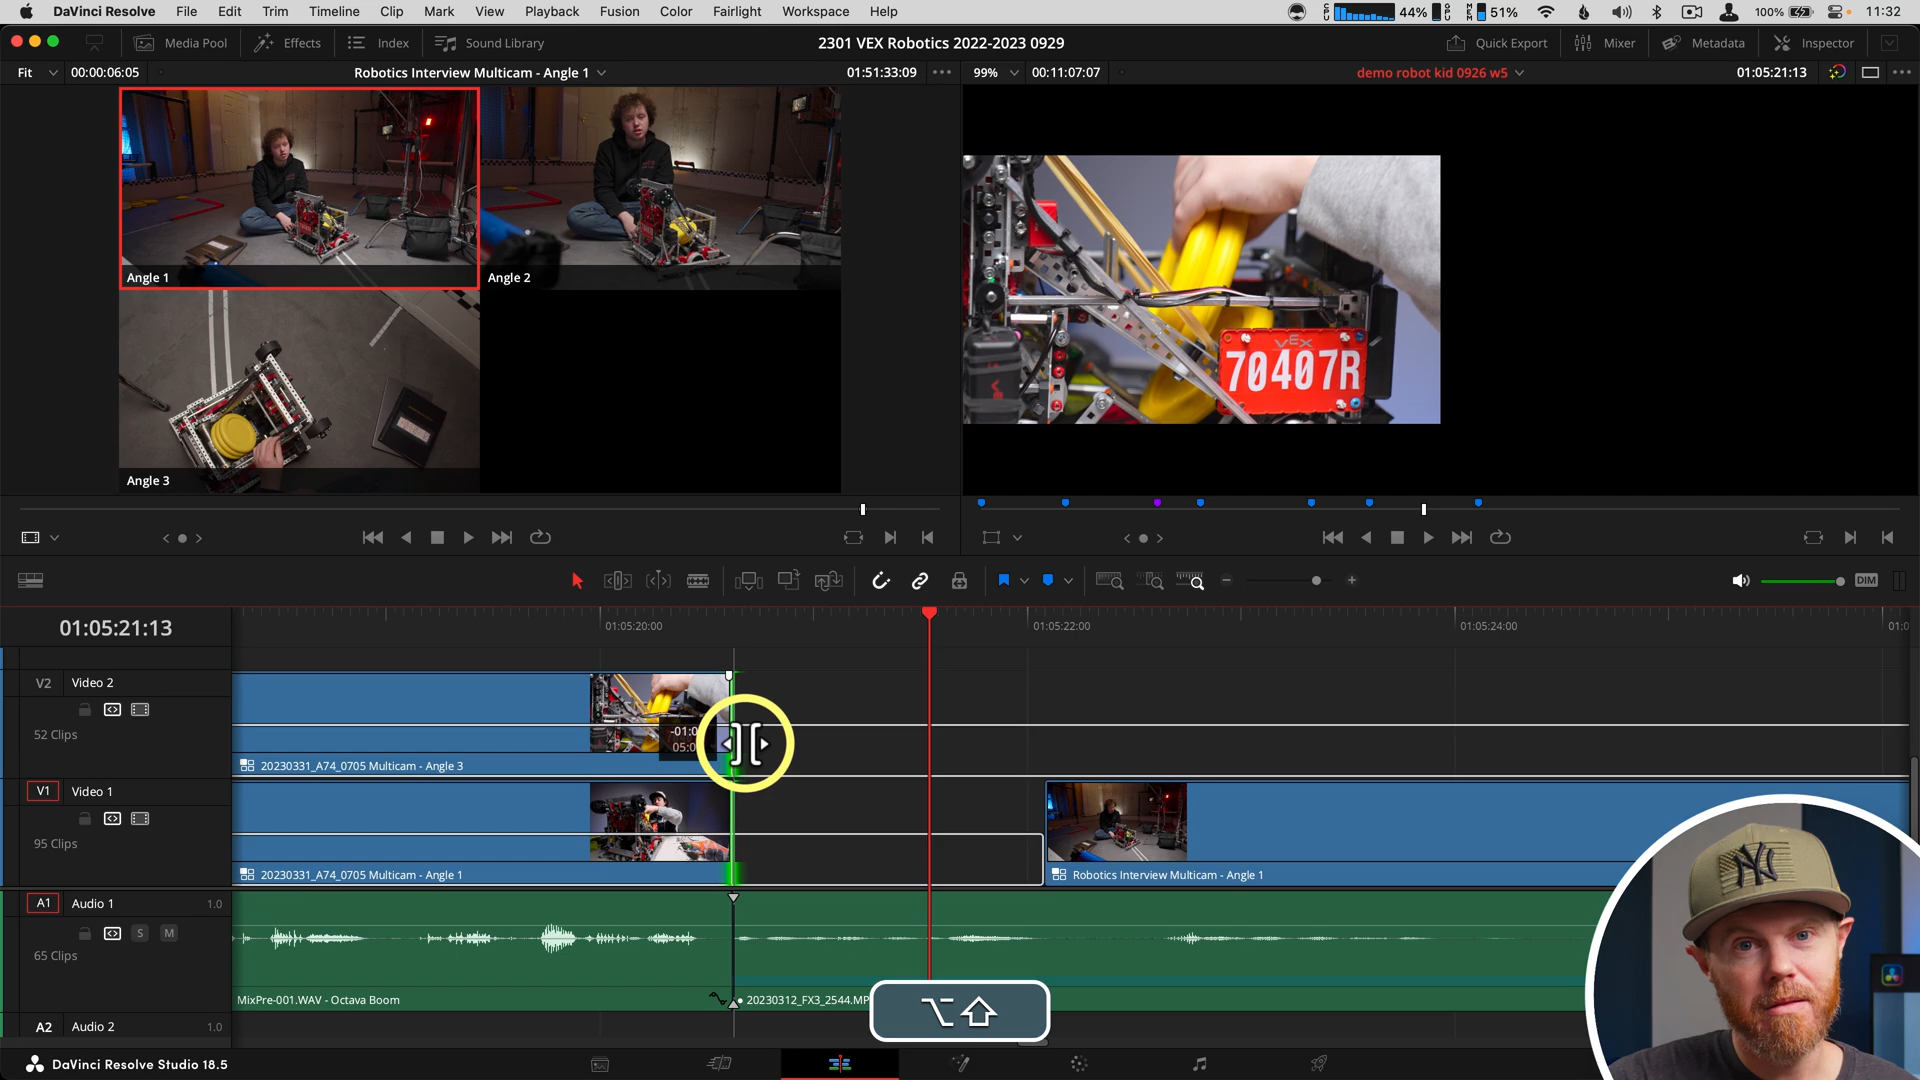 DaVinci Resolve File Edit Trim Timeline Clip Mark View Playback Fusion Color Fairlight Workspace Help 44% 51% 100% 11:32
Media Pool Effects Index Sound Library 2301 VEX Robotics 2022-2023 0929 Quick Export Mixer Metadata Inspector
Fit 00:00:06:05 Robotics Interview Multicam - Angle 1 01:51:33:09 99% 00:11:07:07 demo robot kid 0926 w5 01:05:21:13
Angle 1
Angle 2
Angle 3
VEX
70407R
DIM
01:05:21:13
01:05:20:00 01:05:22:00 01:05:24:00
V2 Video 2
52 Clips
-01:0
05:0
20230331_A74_0705 Multicam - Angle 3
V1 Video 1
95 Clips
20230331_A74_0705 Multicam - Angle 1
Robotics Interview Multicam - Angle 1
A1 Audio 1 1.0
S M
65 Clips
MixPre-001.WAV - Octava Boom
20230312_FX3_2544.MP
⌥⇧
A2 Audio 2 1.0
DaVinci Resolve Studio 18.5
NY